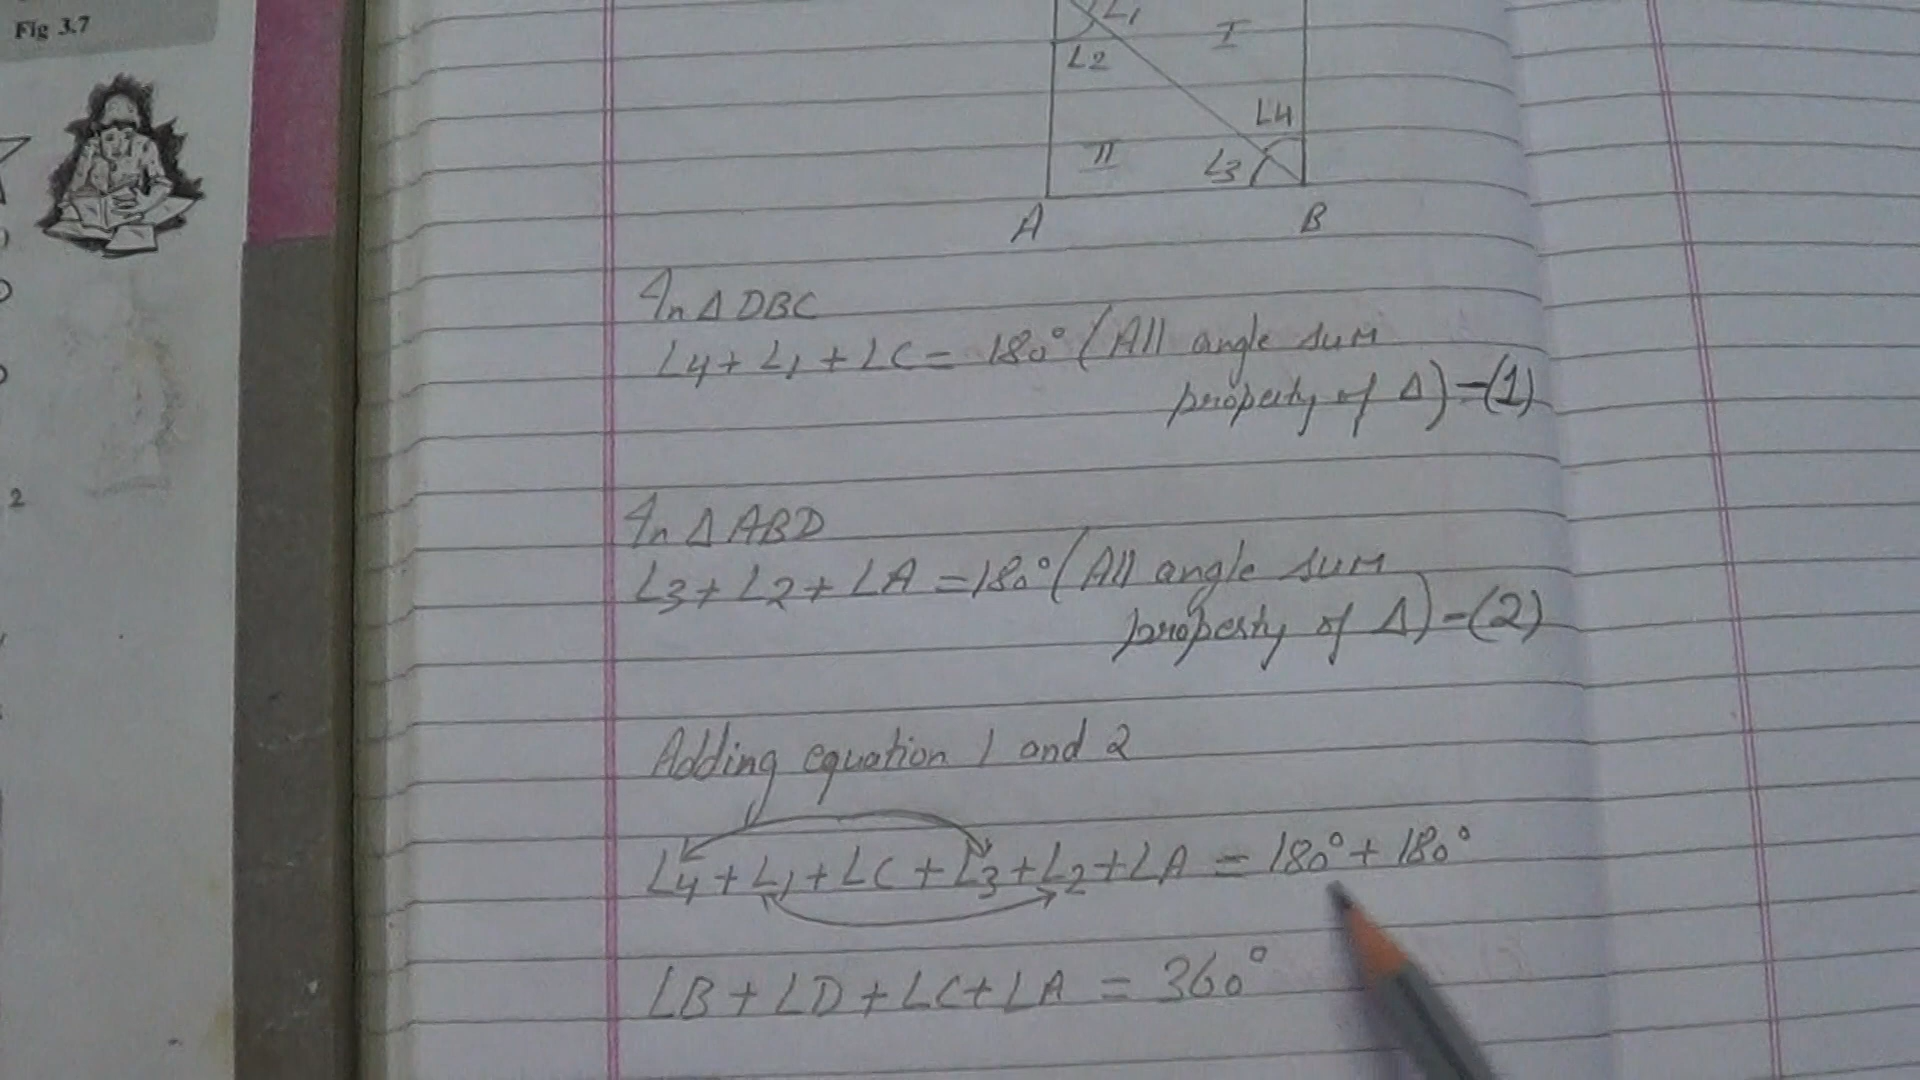 Fig 3.7
∠1
I
∠2
∠4
II
∠3
A
B
In Δ DBC
∠4 + ∠1 + ∠C = 180° (All angle sum
property of Δ) - (1)
2
In Δ ABD
∠3 + ∠2 + ∠A = 180° (All angle sum
property of Δ) - (2)
Adding equation 1 and 2
∠4 + ∠1 + ∠C + ∠3 + ∠2 + ∠A = 180° + 180°
∠B + ∠D + ∠C + ∠A = 360°